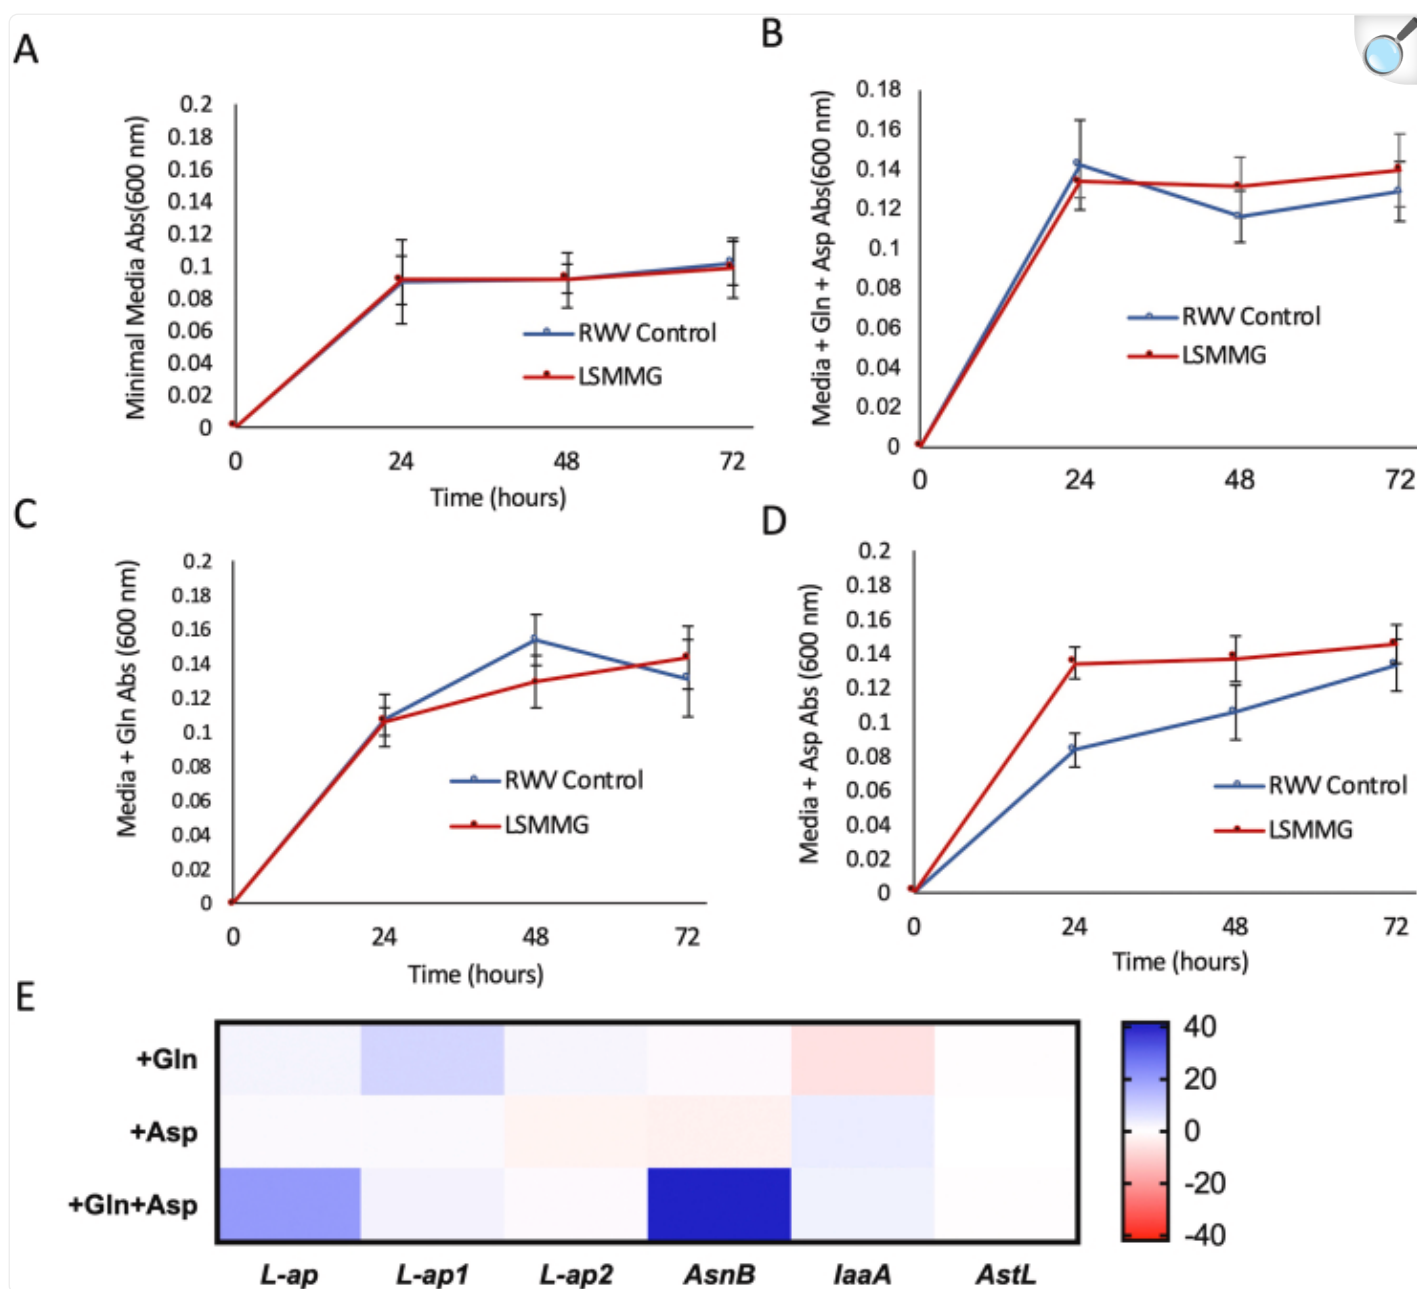 A
Minimal Media Abs(600 nm)
0.2
0.18
0.16
0.14
0.12
0.1
0.08
0.06
0.04
0.02
0
0 24 48 72
Time (hours)
RWV Control
LSMMG
B
Media + Gln + Asp Abs(600 nm)
0.18
0.16
0.14
0.12
0.1
0.08
0.06
0.04
0.02
0
0 24 48 72
RWV Control
LSMMG
C
Media + Gln Abs (600 nm)
0.2
0.18
0.16
0.14
0.12
0.1
0.08
0.06
0.04
0.02
0
0 24 48 72
Time (hours)
RWV Control
LSMMG
D
Media + Asp Abs (600 nm)
0.2
0.18
0.16
0.14
0.12
0.1
0.08
0.06
0.04
0.02
0
0 24 48 72
Time (hours)
RWV Control
LSMMG
E
+Gln
+Asp
+Gln+Asp
L-ap L-ap1 L-ap2 AsnB IaaA AstL
40
20
0
-20
-40